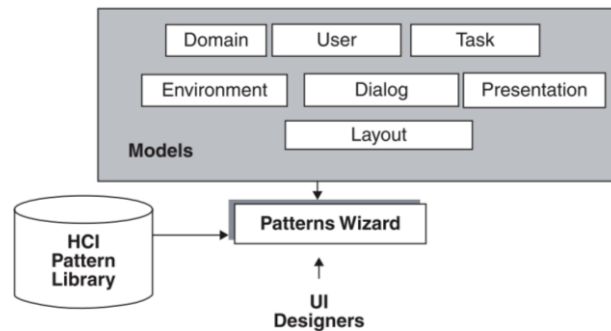 Domain
User
Task
Environment
Dialog
Presentation
Layout
Models
Patterns Wizard
HCI
Pattern
Library
UI
Designers